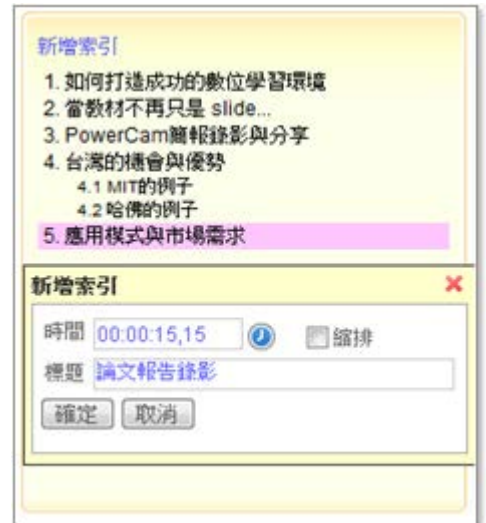 新增索引
1. 如何打造成功的數位學習環境
2. 當教材不再只是 slide...
3. PowerCam簡報錄影與分享
4. 台灣的機會與優勢
4.1 MIT的例子
4.2 哈佛的例子
5. 應用模式與市場需求
新增索引
時間 00:00:15,15 縮排
標題 論文報告錄影
確定 取消